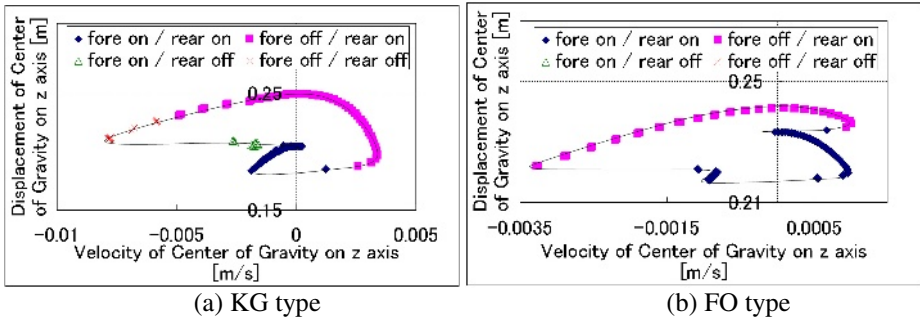 Displacement of Center
of Gravity on z axis [m]
fore on / rear on
fore off / rear on
fore on / rear off
fore off / rear off
0.25
0.15
-0.01
-0.005
0
0.005
Velocity of Center of Gravity on z axis
[m/s]
(a) KG type
Displacement of Center
of Gravity on z axis [m]
fore on / rear on
fore off / rear on
fore on / rear off
fore off / rear off
0.25
0.21
-0.0035
-0.0015
0.0005
Velocity of Center of Gravity on z axis
[m/s]
(b) FO type